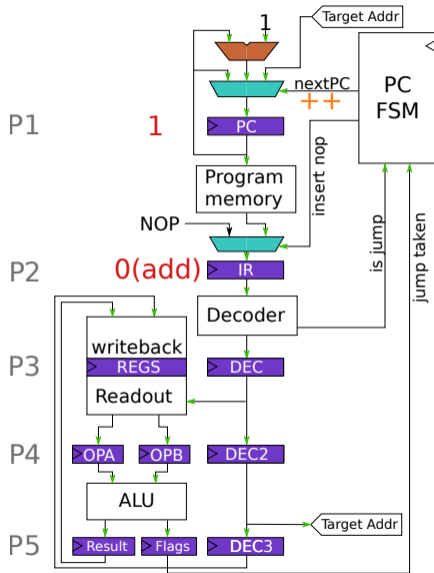 1
Target Addr
nextPC
++
PC
FSM
P1
1
PC
Program
memory
insert nop
is jump
jump taken
NOP
P2
0(add)
IR
Decoder
writeback
P3
REGS
DEC
Readout
P4
OPA
OPB
DEC2
ALU
Target Addr
P5
Result
Flags
DEC3